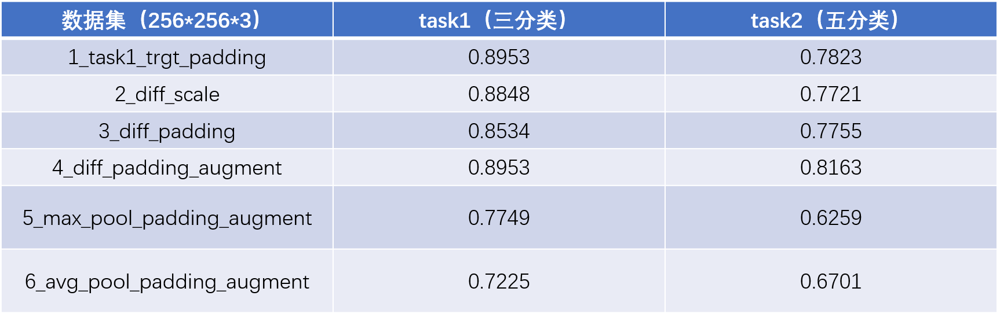 数据集（256*256*3） task1（三分类） task2（五分类）
1_task1_trgt_padding 0.8953 0.7823
2_diff_scale 0.8848 0.7721
3_diff_padding 0.8534 0.7755
4_diff_padding_augment 0.8953 0.8163
5_max_pool_padding_augment 0.7749 0.6259
6_avg_pool_padding_augment 0.7225 0.6701